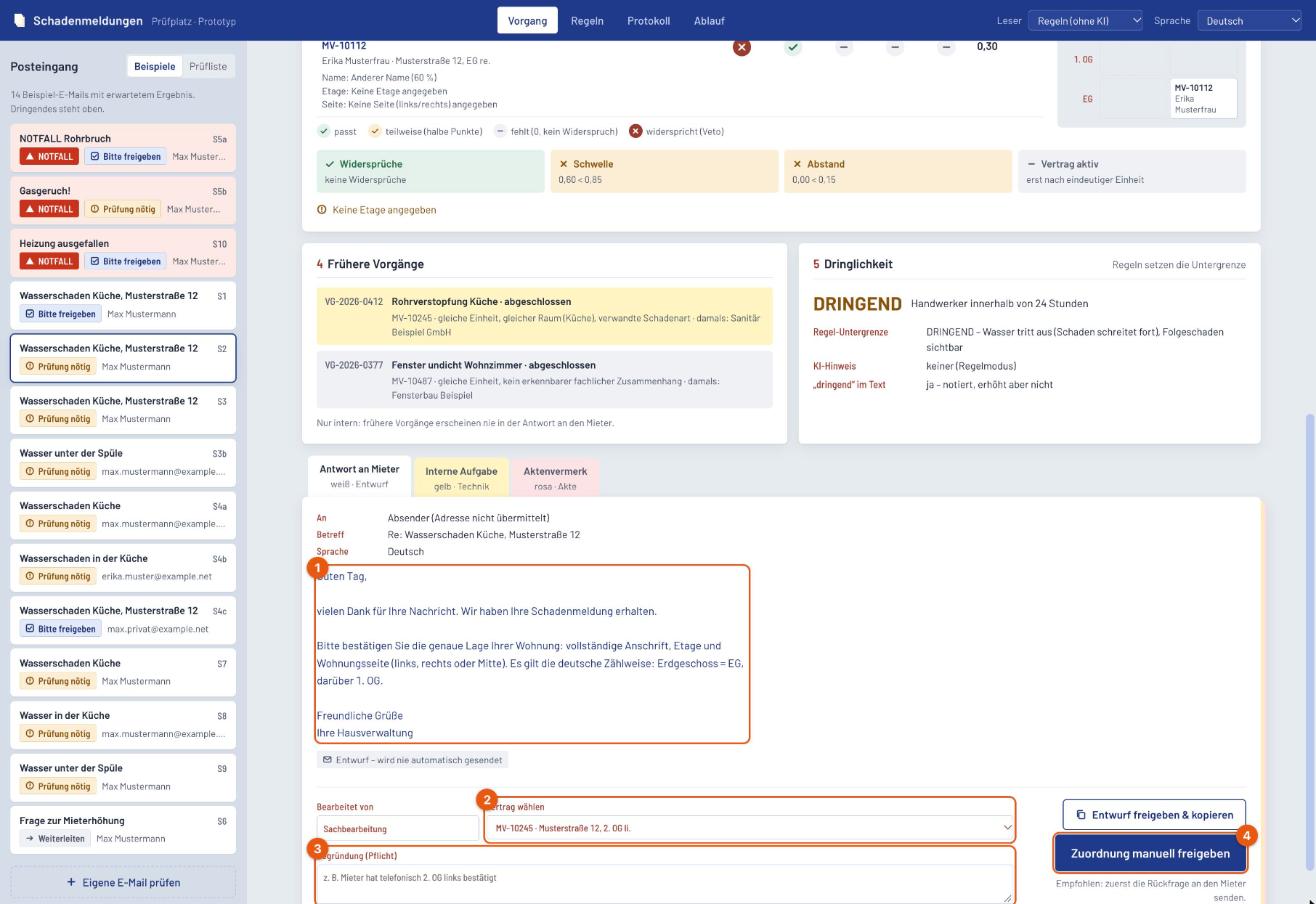 Schadenmeldungen Prüfplatz · Prototyp
Vorgang Regeln Protokoll Ablauf
Leser Regeln (ohne KI) Sprache Deutsch
Posteingang Beispiele Prüfliste
14 Beispiel-E-Mails mit erwartetem Ergebnis.
Dringendes steht oben.
NOTFALL Rohrbruch S5a
NOTFALL Bitte freigeben Max Muster...
Gasgeruch! S5b
NOTFALL Prüfung nötig Max Muster...
Heizung ausgefallen S10
NOTFALL Bitte freigeben Max Muster...
Wasserschaden Küche, Musterstraße 12 S1
Bitte freigeben Max Mustermann
Wasserschaden Küche, Musterstraße 12 S2
Prüfung nötig Max Mustermann
Wasserschaden Küche, Musterstraße 12 S3
Prüfung nötig Max Mustermann
Wasser unter der Spüle S3b
Prüfung nötig max.mustermann@example....
Wasserschaden Küche S4a
Prüfung nötig max.mustermann@example....
Wasserschaden in der Küche S4b
Prüfung nötig erika.muster@example.net
Wasserschaden Küche, Musterstraße 12 S4c
Bitte freigeben max.privat@example.net
Wasserschaden Küche S7
Prüfung nötig Max Mustermann
Wasser in der Küche S8
Prüfung nötig max.mustermann@example....
Wasser unter der Spüle S9
Prüfung nötig Max Mustermann
Frage zur Mieterhöhung S6
→ Weiterleiten Max Mustermann
+ Eigene E-Mail prüfen
MV-10112 0,30
Erika Musterfrau · Musterstraße 12, EG re.
Name: Anderer Name (60 %)
Etage: Keine Etage angegeben
Seite: Keine Seite (links/rechts) angegeben
passt teilweise (halbe Punkte) fehlt (0, kein Widerspruch) widerspricht (Veto)
1. OG
EG
MV-10112
Erika
Musterfrau
Widersprüche
keine Widersprüche
Schwelle
0,60 < 0,85
Abstand
0,00 < 0,15
Vertrag aktiv
erst nach eindeutiger Einheit
Keine Etage angegeben
4 Frühere Vorgänge
VG-2026-0412 Rohrverstopfung Küche · abgeschlossen
MV-10245 · gleiche Einheit, gleicher Raum (Küche), verwandte Schadenart · damals: Sanitär
Beispiel GmbH
VG-2026-0377 Fenster undicht Wohnzimmer · abgeschlossen
MV-10487 · gleiche Einheit, kein erkennbarer fachlicher Zusammenhang · damals:
Fensterbau Beispiel
Nur intern: frühere Vorgänge erscheinen nie in der Antwort an den Mieter.
5 Dringlichkeit Regeln setzen die Untergrenze
DRINGEND Handwerker innerhalb von 24 Stunden
Regel-Untergrenze DRINGEND – Wasser tritt aus (Schaden schreitet fort), Folgeschaden
sichtbar
KI-Hinweis keiner (Regelmodus)
„dringend“ im Text ja – notiert, erhöht aber nicht
Antwort an Mieter
weiß · Entwurf
Interne Aufgabe
gelb · Technik
Aktenvermerk
rosa · Akte
An Absender (Adresse nicht übermittelt)
Betreff Re: Wasserschaden Küche, Musterstraße 12
Sprache Deutsch
1
uten Tag,
vielen Dank für Ihre Nachricht. Wir haben Ihre Schadenmeldung erhalten.
Bitte bestätigen Sie die genaue Lage Ihrer Wohnung: vollständige Anschrift, Etage und
Wohnungsseite (links, rechts oder Mitte). Es gilt die deutsche Zählweise: Erdgeschoss = EG,
darüber 1. OG.
Freundliche Grüße
Ihre Hausverwaltung
Entwurf – wird nie automatisch gesendet
Bearbeitet von
Sachbearbeitung
2
ertrag wählen
MV-10245 · Musterstraße 12, 2. OG li.
3
egründung (Pflicht)
z. B. Mieter hat telefonisch 2. OG links bestätigt
Entwurf freigeben & kopieren
4
Zuordnung manuell freigeben
Empfohlen: zuerst die Rückfrage an den Mieter
senden.